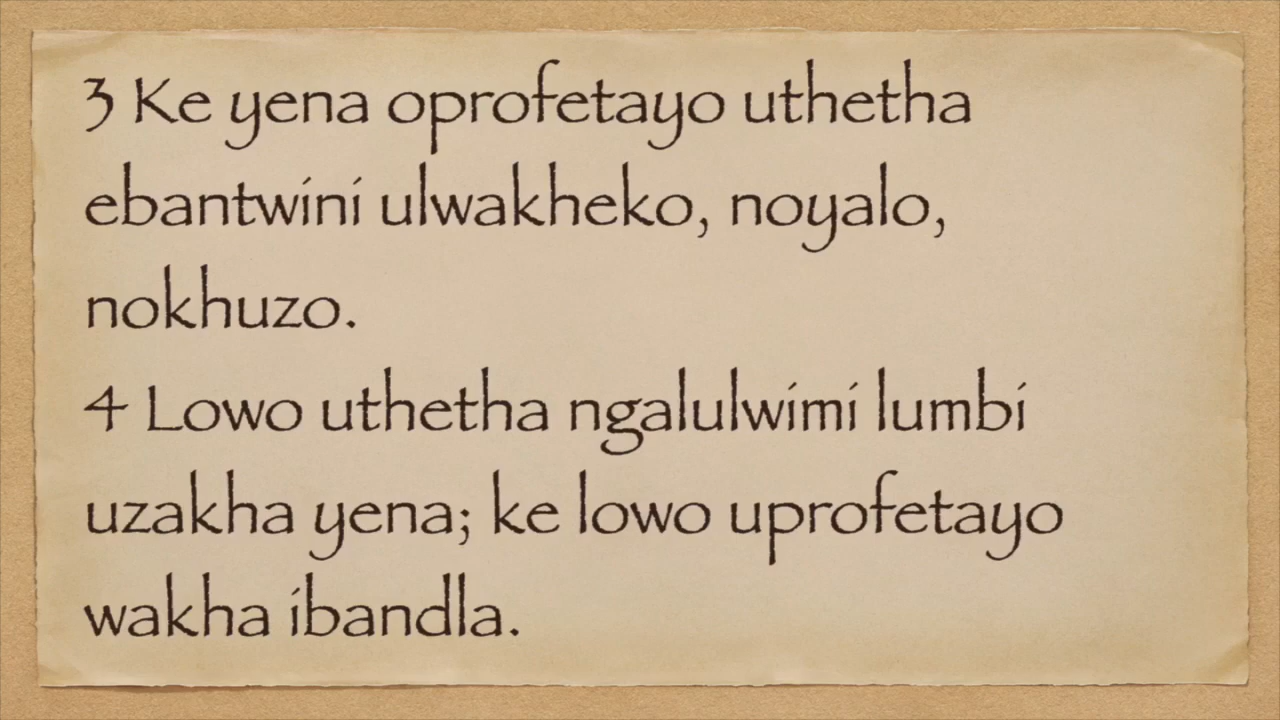 3 Ke yena oprofetayo uthetha
ebantwini ulwakheko, noyalo,
nokhuzo.
4 Lowo uthetha ngalulwimi lumbi
uzakha yena; ke lowo uprofetayo
wakha ibandla.